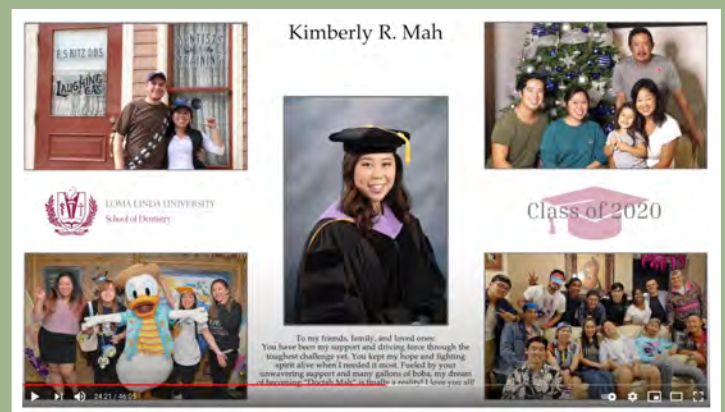 Kimberly R. Mah
E.S RITZ DDS.
LAUGHING
GAS
DENTISTS
TRAINING
LOMA LINDA UNIVERSITY
School of Dentistry
Class of 2020
To my friends, family, and loved ones:
You have been my support and driving force through the
toughest challenge yet. You kept my hope and fighting
spirit alive when I needed it most. Fueled by your
unwavering support and many gallons of boba, my dream
of becoming "Doctah Mah" is finally a reality! I love you all!
24:21 / 46:05